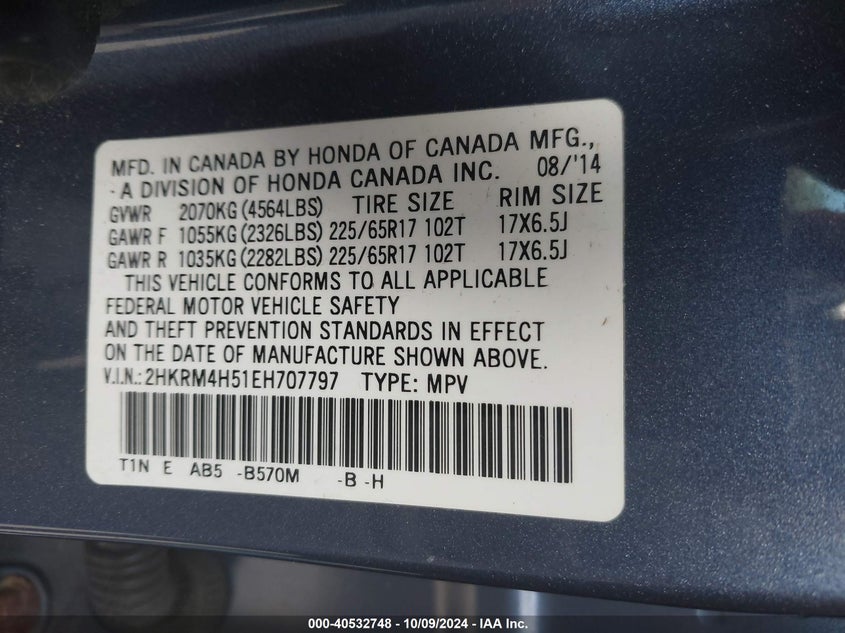 MFD. IN CANADA BY HONDA OF CANADA MFG.,
A DIVISION OF HONDA CANADA INC. 08/'14
GVWR 2070KG (4564LBS) TIRE SIZE RIM SIZE
GAWR F 1055KG (2326LBS) 225/65R17 102T 17X6.5J
GAWR R 1035KG (2282LBS) 225/65R17 102T 17X6.5J
THIS VEHICLE CONFORMS TO ALL APPLICABLE
FEDERAL MOTOR VEHICLE SAFETY
AND THEFT PREVENTION STANDARDS IN EFFECT
ON THE DATE OF MANUFACTURE SHOWN ABOVE.
V.I.N.: 2HKRM4H51EH707797 TYPE: MPV
T1N E AB5 -B570M -B -H
000-40532748 - 10/09/2024 - IAA Inc.